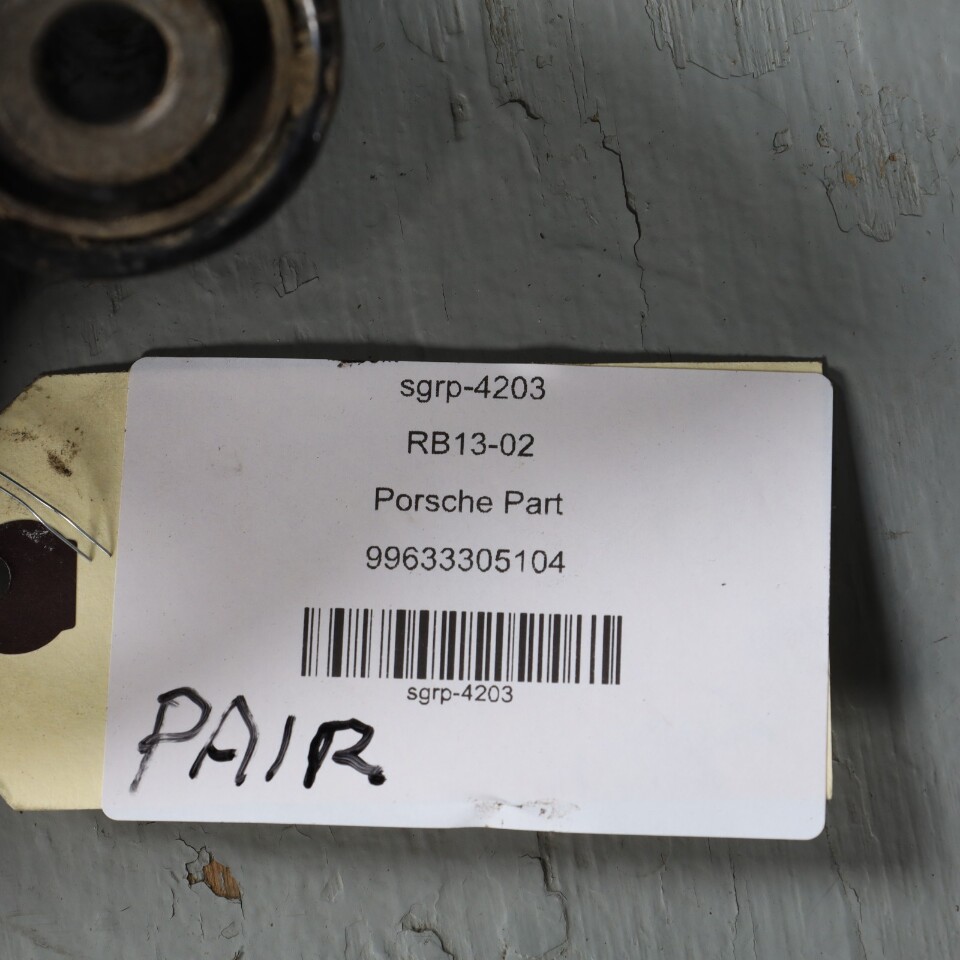 sgrp-4203
RB13-02
Porsche Part
99633305104
sgrp-4203
PAIR